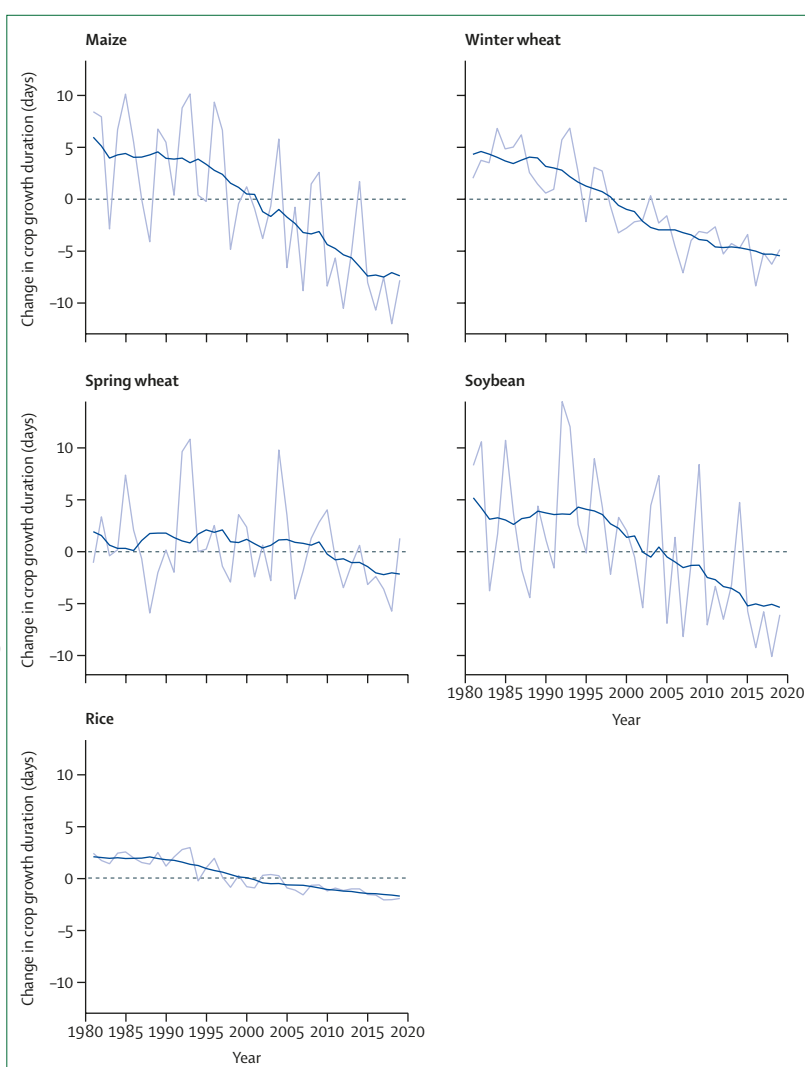 Maize
Change in crop growth duration (days)
10
5
0
–5
–10
Winter wheat
Spring wheat
Change in crop growth duration (days)
10
5
0
–5
–10
Soybean
1980 1985 1990 1995 2000 2005 2010 2015 2020
Year
Rice
Change in crop growth duration (days)
10
5
0
–5
–10
1980 1985 1990 1995 2000 2005 2010 2015 2020
Year